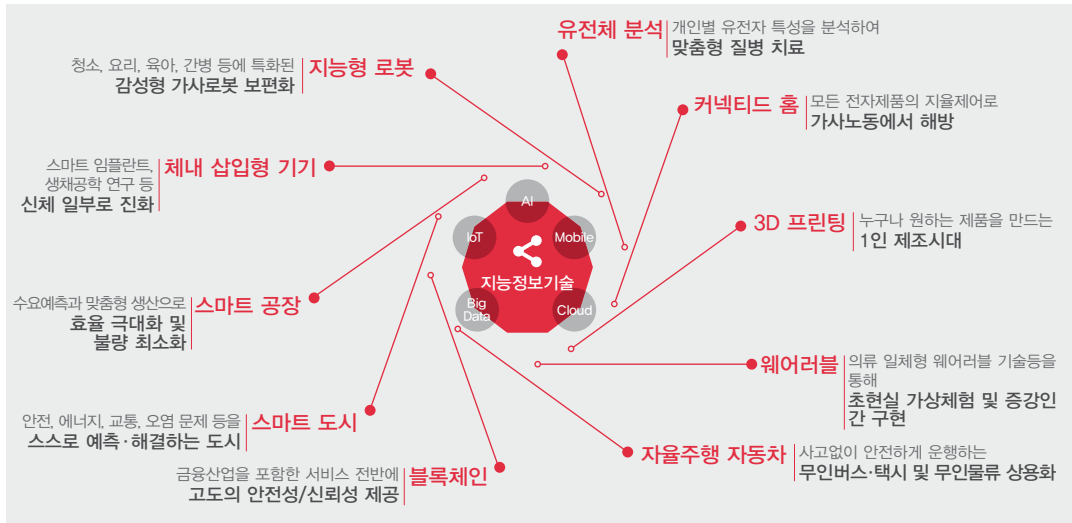 유전체 분석
개인별 유전자 특성을 분석하여
맞춤형 질병 치료
지능형 로봇
청소, 요리, 육아, 간병 등에 특화된
감성형 가사로봇 보편화
커넥티드 홈
모든 전자제품의 지율제어로
가사노동에서 해방
체내 삽입형 기기
스마트 임플란트,
생채공학 연구 등
신체 일부로 진화
AI
IoT
Mobile
지능정보기술
Big
Data
Cloud
3D 프린팅
누구나 원하는 제품을 만드는
1인 제조시대
스마트 공장
수요예측과 맞춤형 생산으로
효율 극대화 및
불량 최소화
웨어러블
의류 일체형 웨어러블 기술등을
통해
초현실 가상체험 및 증강인
간 구현
스마트 도시
안전, 에너지, 교통, 오염 문제 등을
스스로 예측·해결하는 도시
자율주행 자동차
사고없이 안전하게 운행하는
무인버스·택시 및 무인물류 상용화
블록체인
금융산업을 포함한 서비스 전반에
고도의 안전성/신뢰성 제공